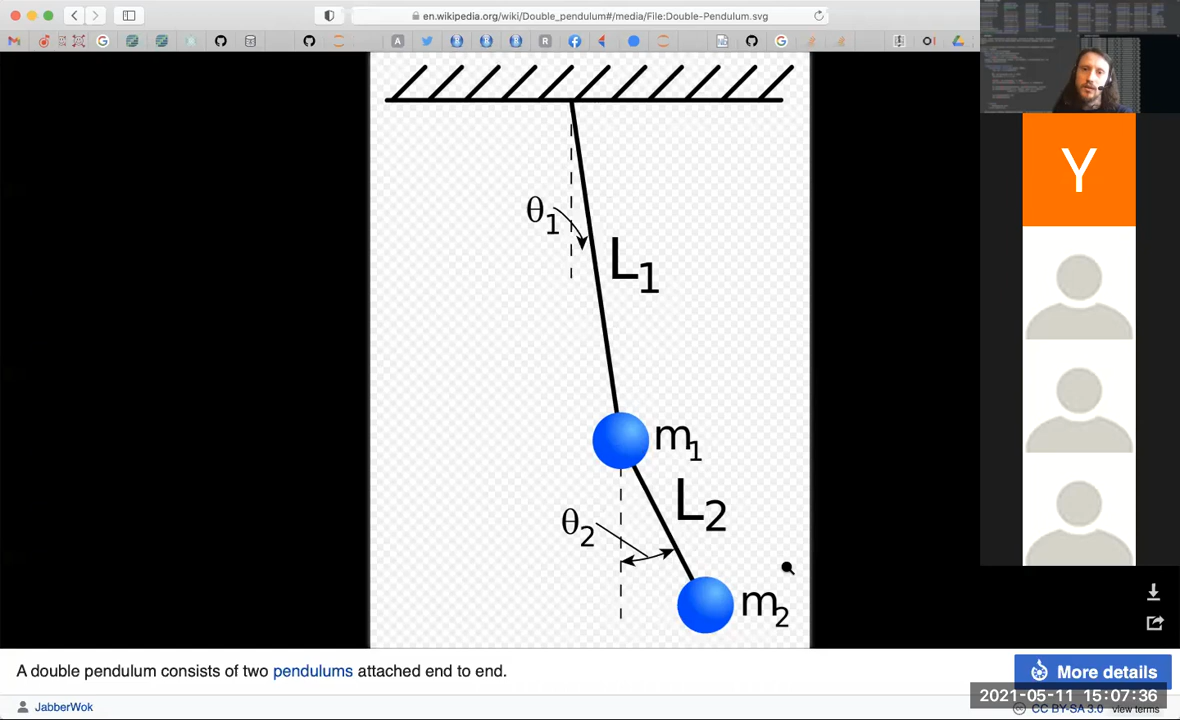 en.wikipedia.org/wiki/Double_pendulum#/media/File:Double-Pendulum.svg
Y
θ1
L1
m1
L2
θ2
m2
A double pendulum consists of two pendulums attached end to end.
More details
2021-05-11 15:07:36
JabberWok
CC BY-SA 3.0 view terms